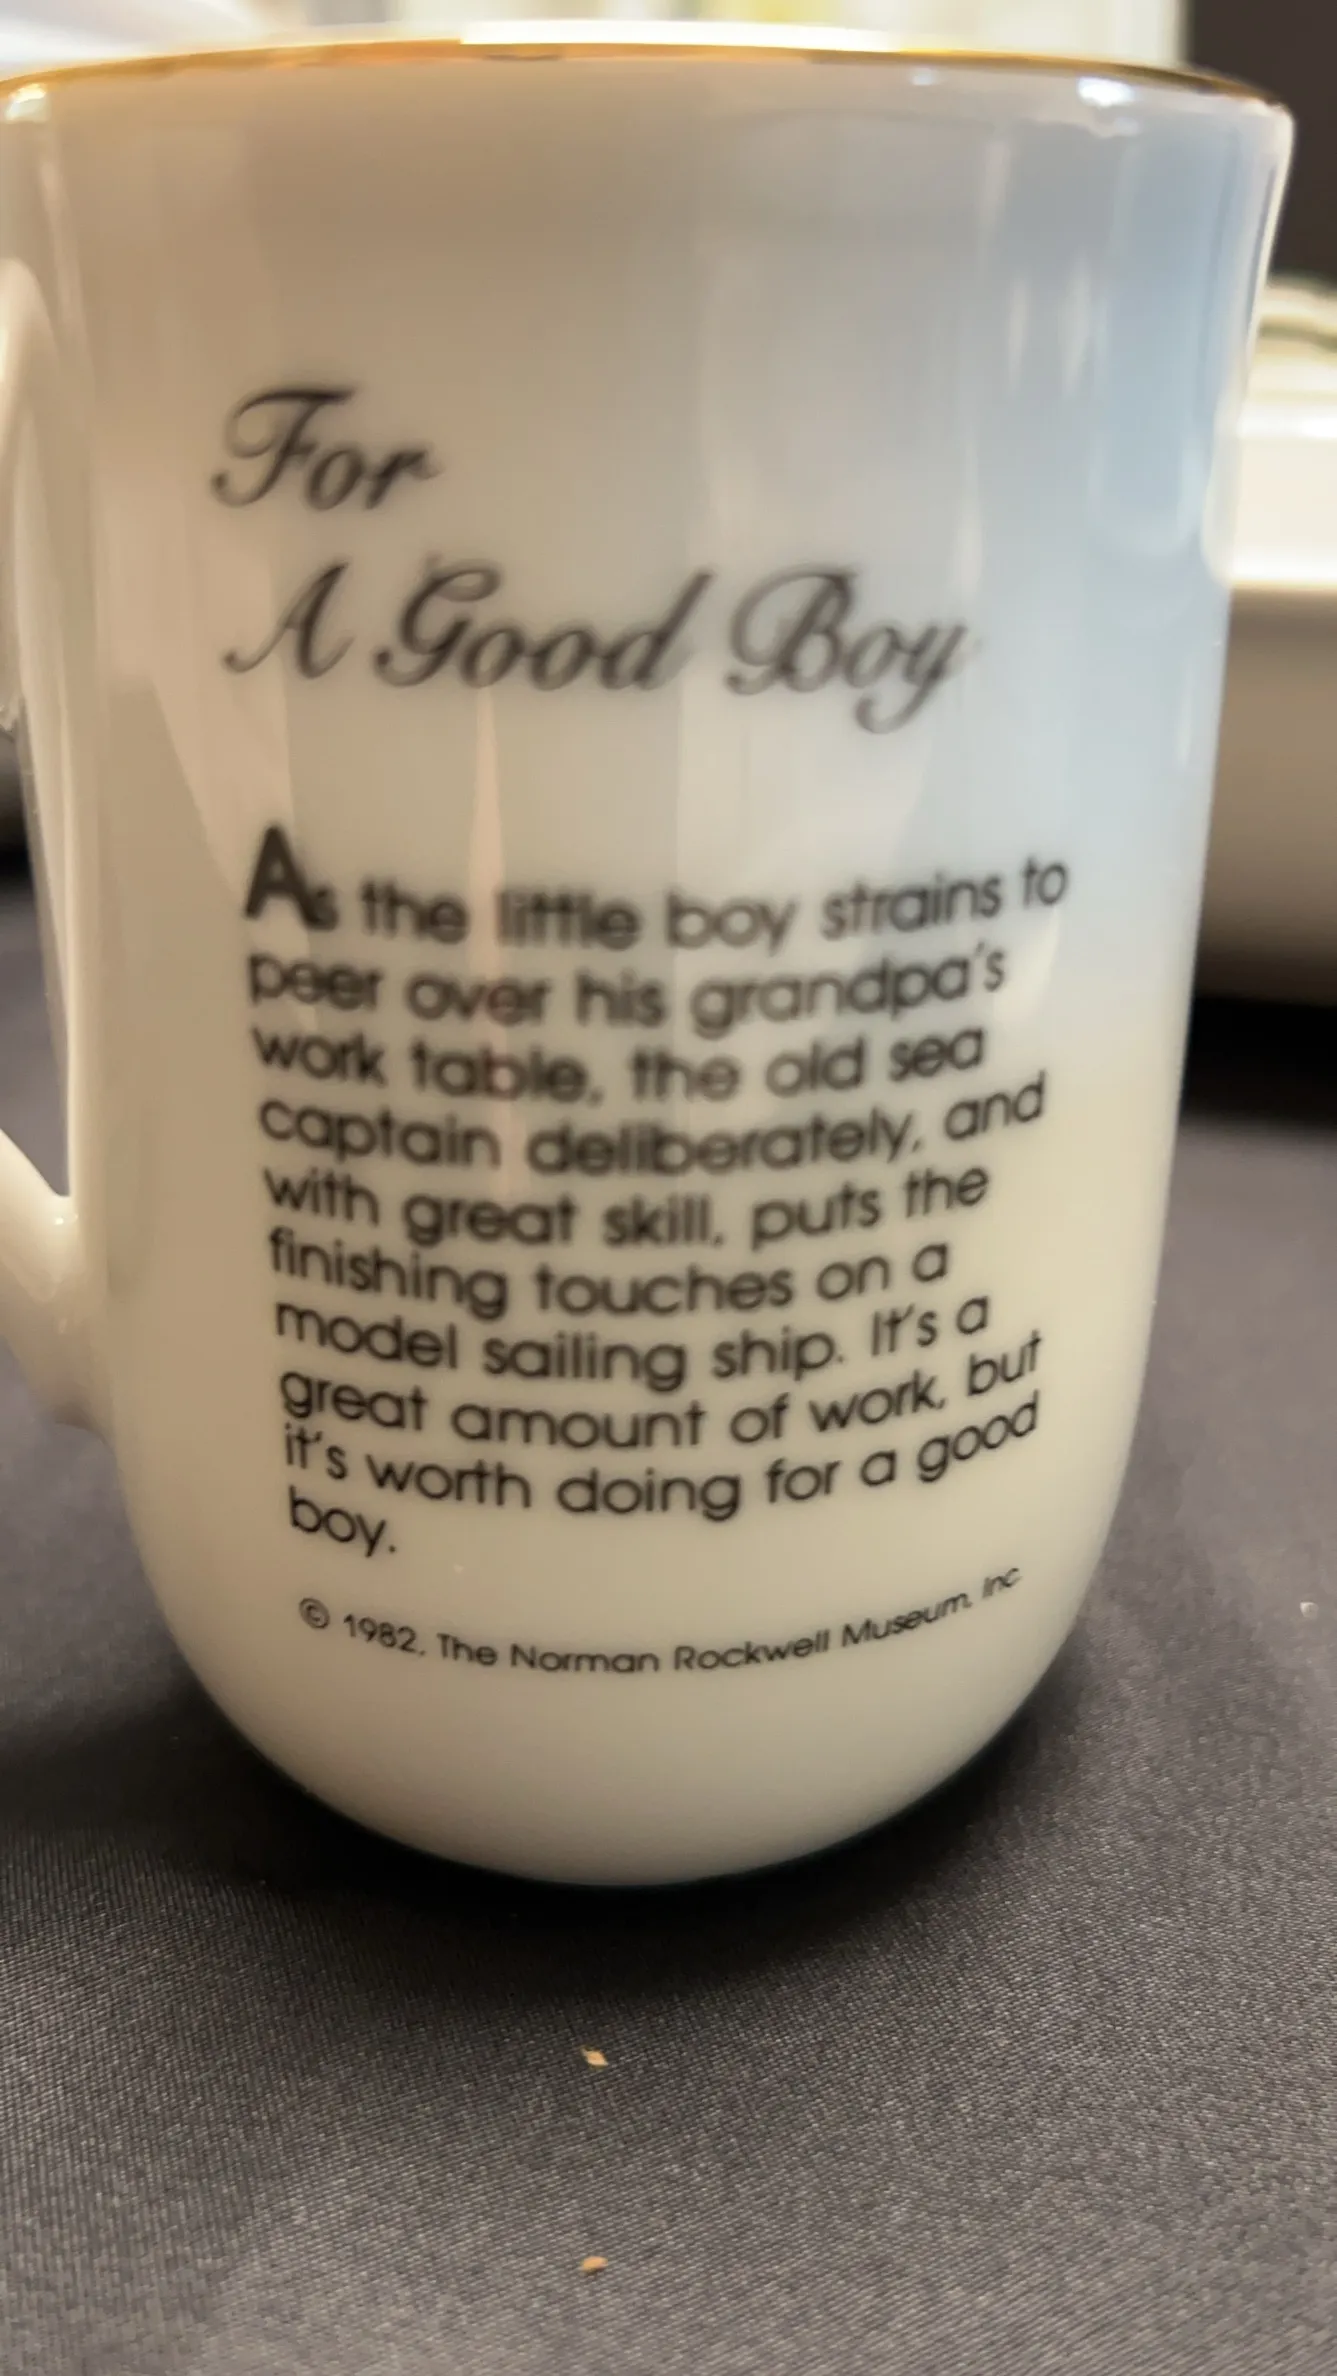 For
A Good Boy
As the little boy strains to
peer over his grandpa's
work table, the old sea
captain deliberately, and
with great skill, puts the
finishing touches on a
model sailing ship. It's a
great amount of work, but
it's worth doing for a good
boy.
© 1982, The Norman Rockwell Museum, Inc